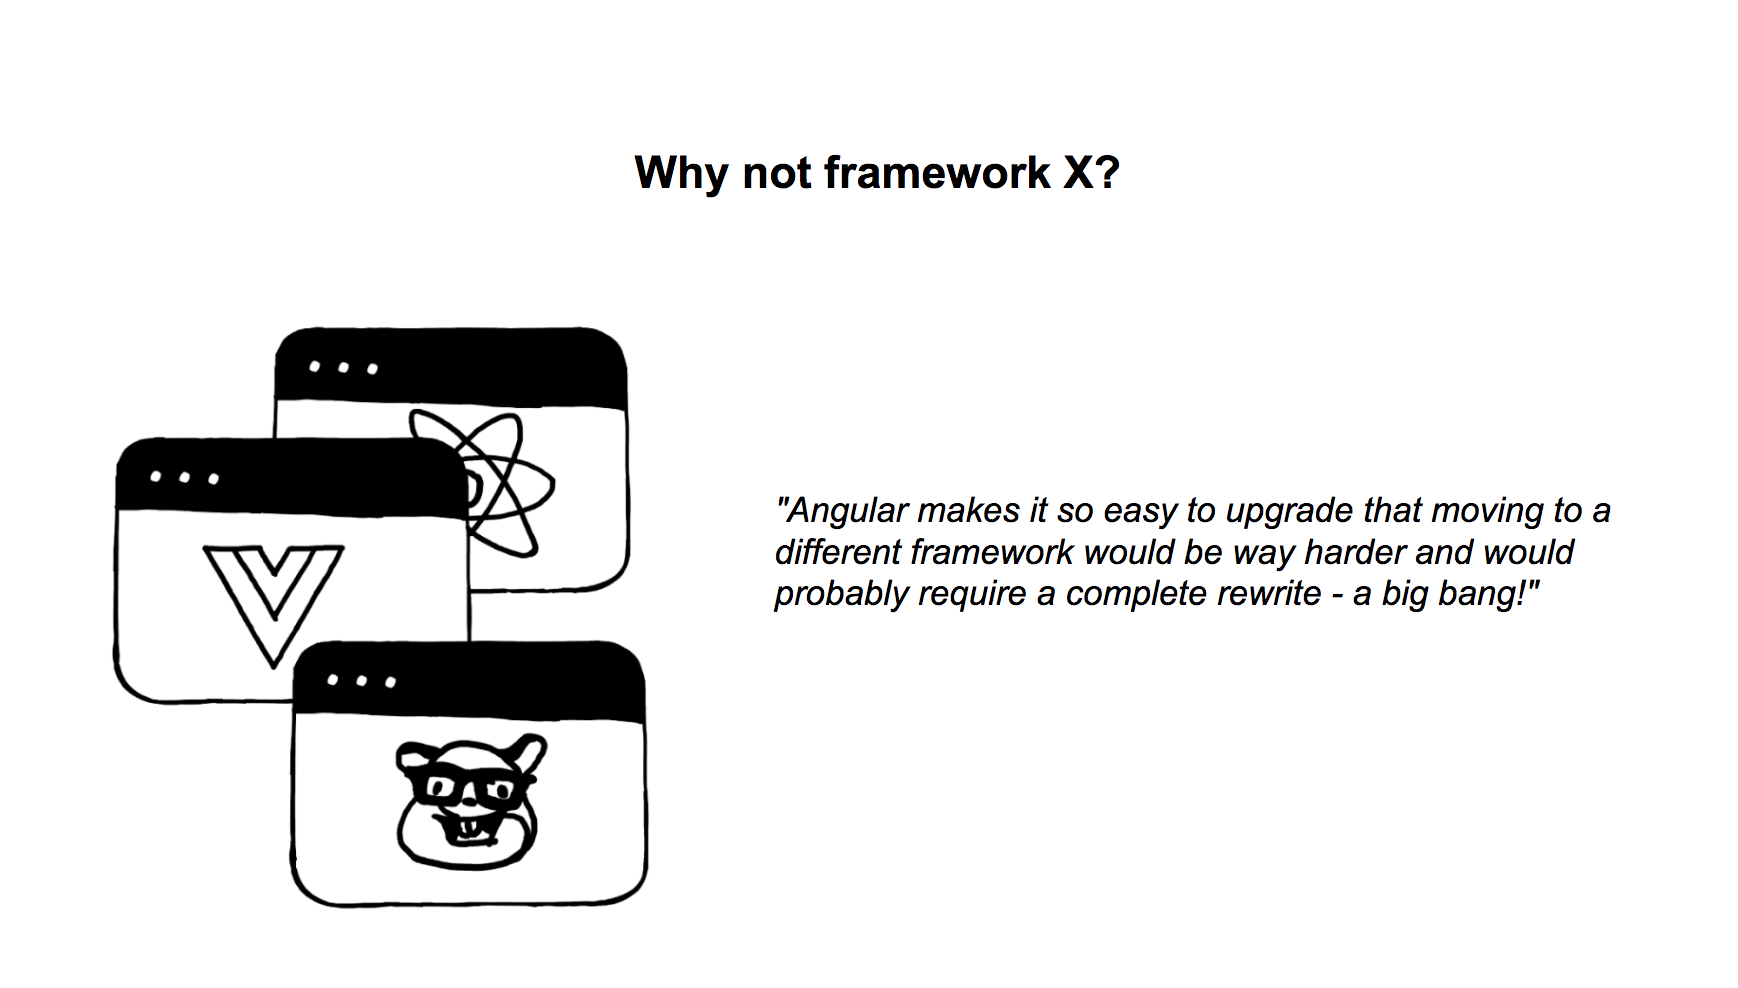 Why not framework X?
"Angular makes it so easy to upgrade that moving to a
different framework would be way harder and would
probably require a complete rewrite - a big bang!"